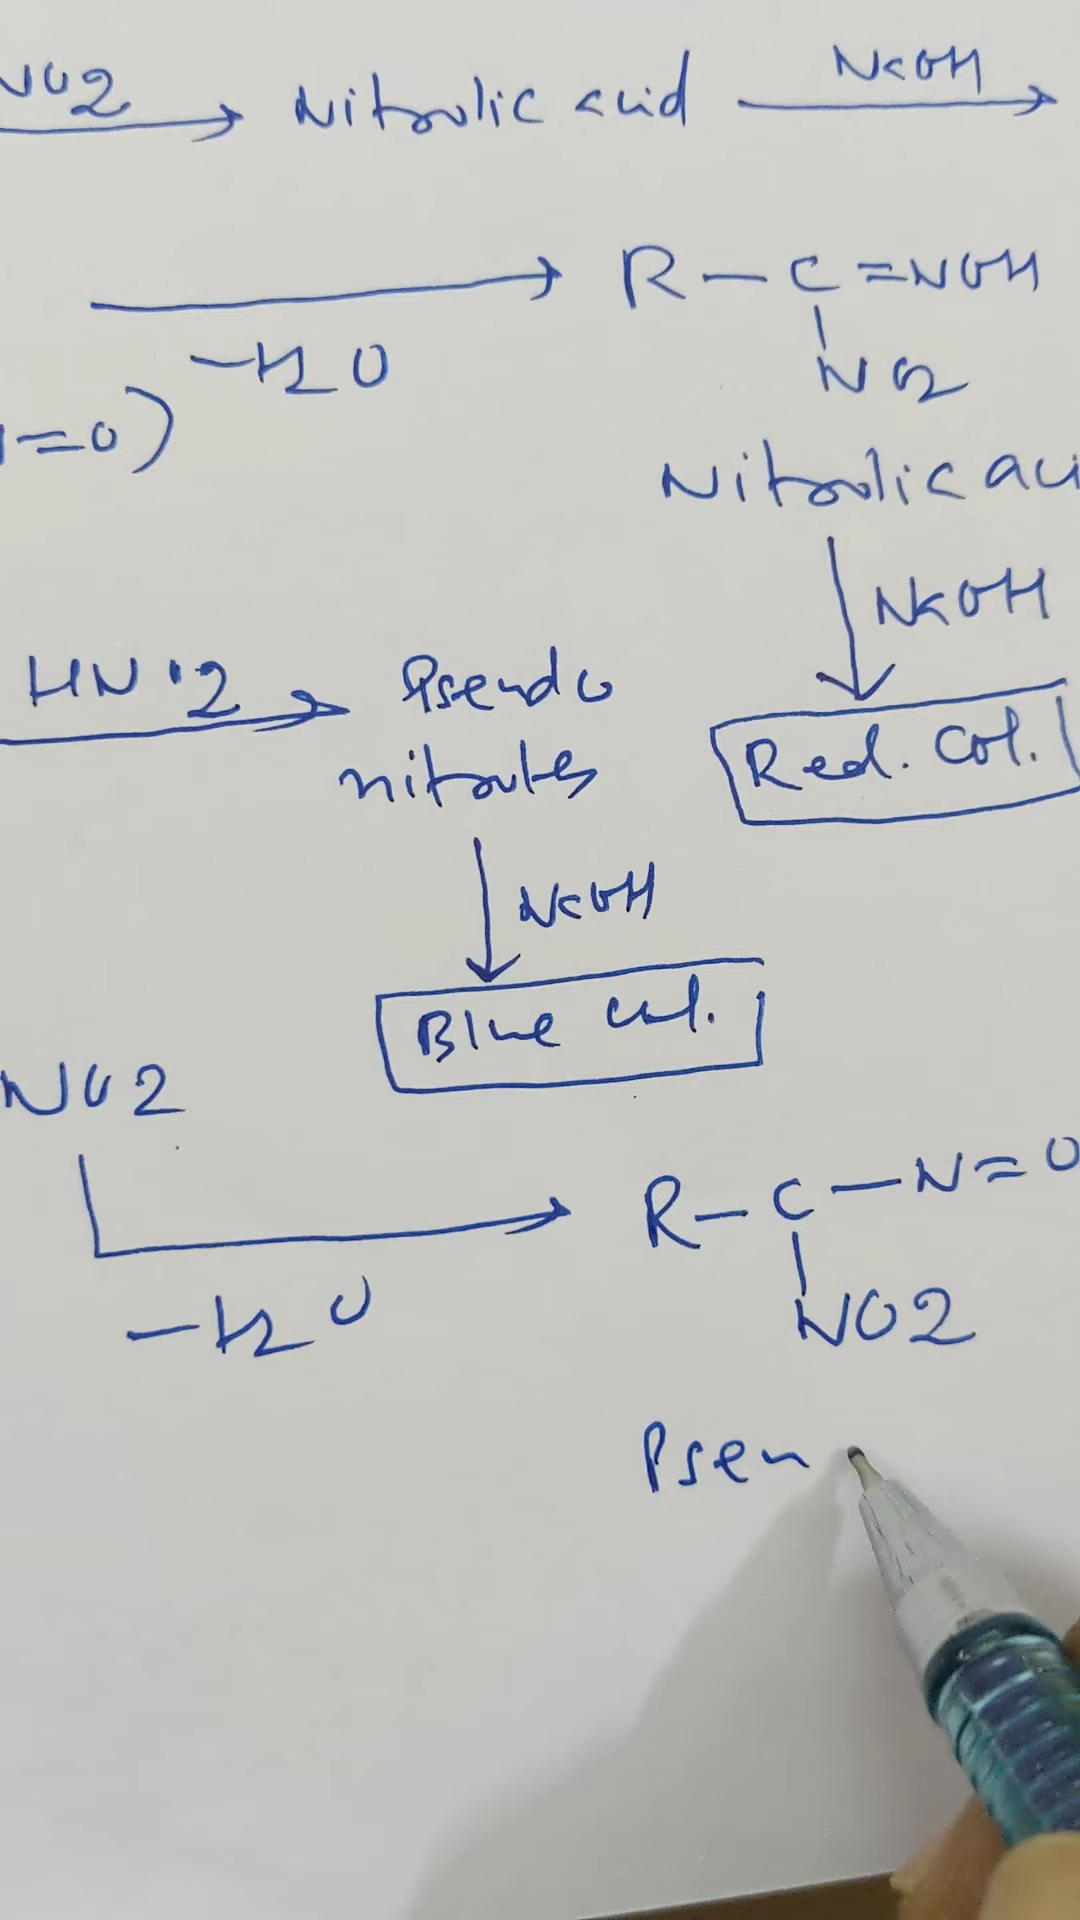 NO2 → Nitrolic acid NaOH →
→ R — C = NOH
-H2O |
NO2
=O)
Nitrolic aci
↓ NaOH
HNO2 → Pseudo
nitroles
Red. Col.
↓ NaOH
Blue col.
NO2
→ R — C — N = O
-H2O |
NO2
Pseu